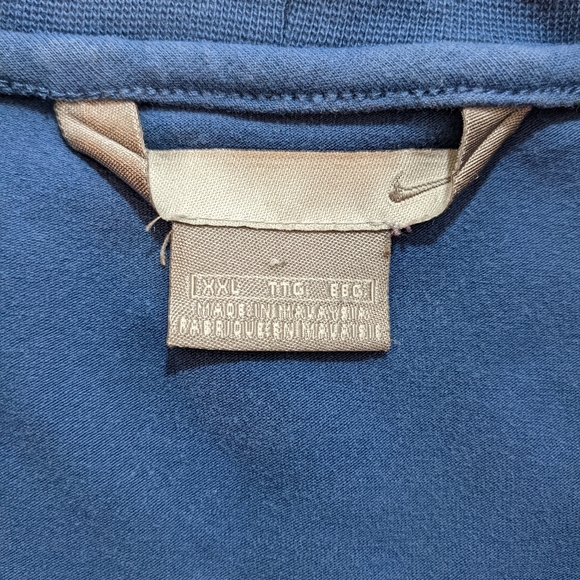 XXL TTG EEG
MADE IN MALAYSIA
FABRIQUE EN MALAISIE